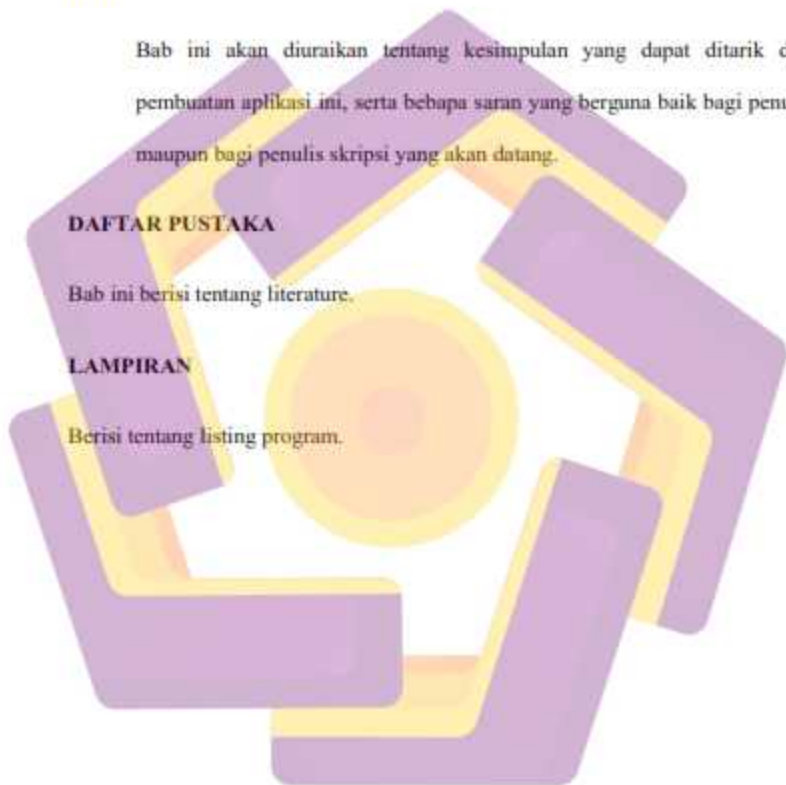 Bab ini akan diuraikan tentang kesimpulan yang dapat ditarik
pembuatan aplikasi ini, serta bebapa saran yang berguna baik bagi
maupun bagi penulis skripsi yang akan datang.
DAFTAR PUSTAKA
Bab ini berisi tentang literature.
LAMPIRAN
Berisi tentang listing program.